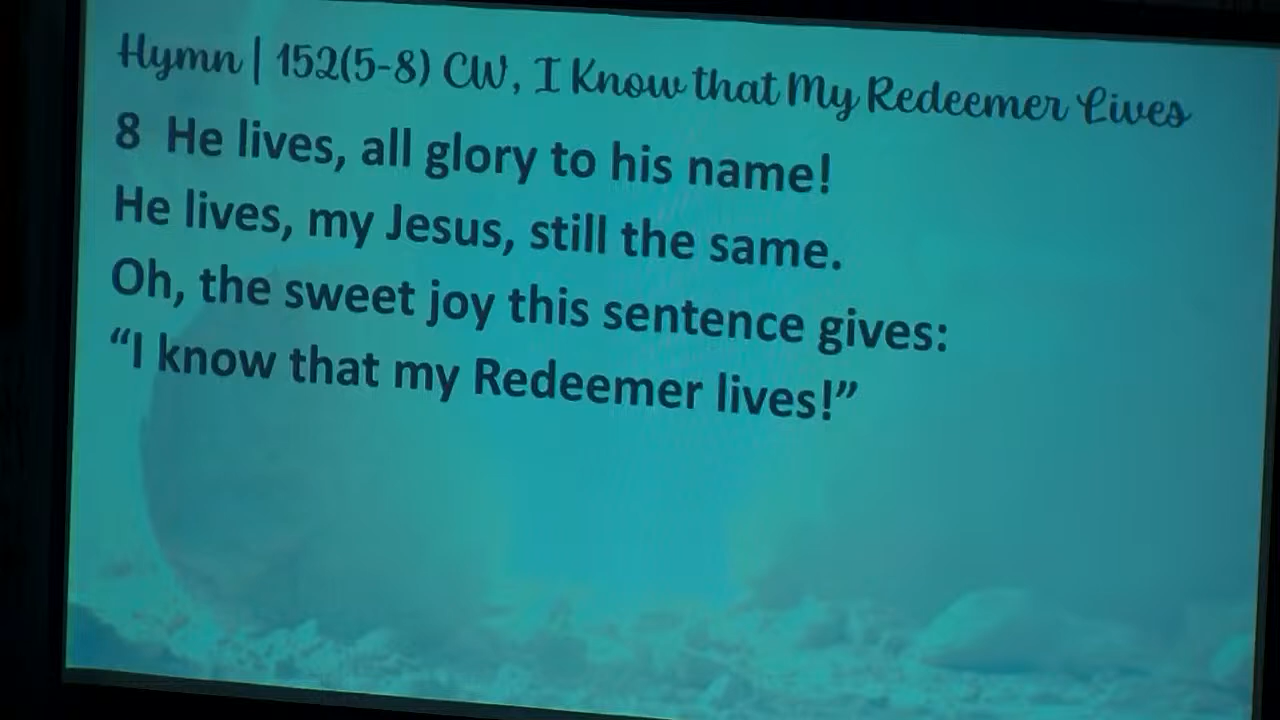 Hymn | 152(5-8) CW, I Know that My Redeemer Lives
8 He lives, all glory to his name!
He lives, my Jesus, still the same.
Oh, the sweet joy this sentence gives:
“I know that my Redeemer lives!”